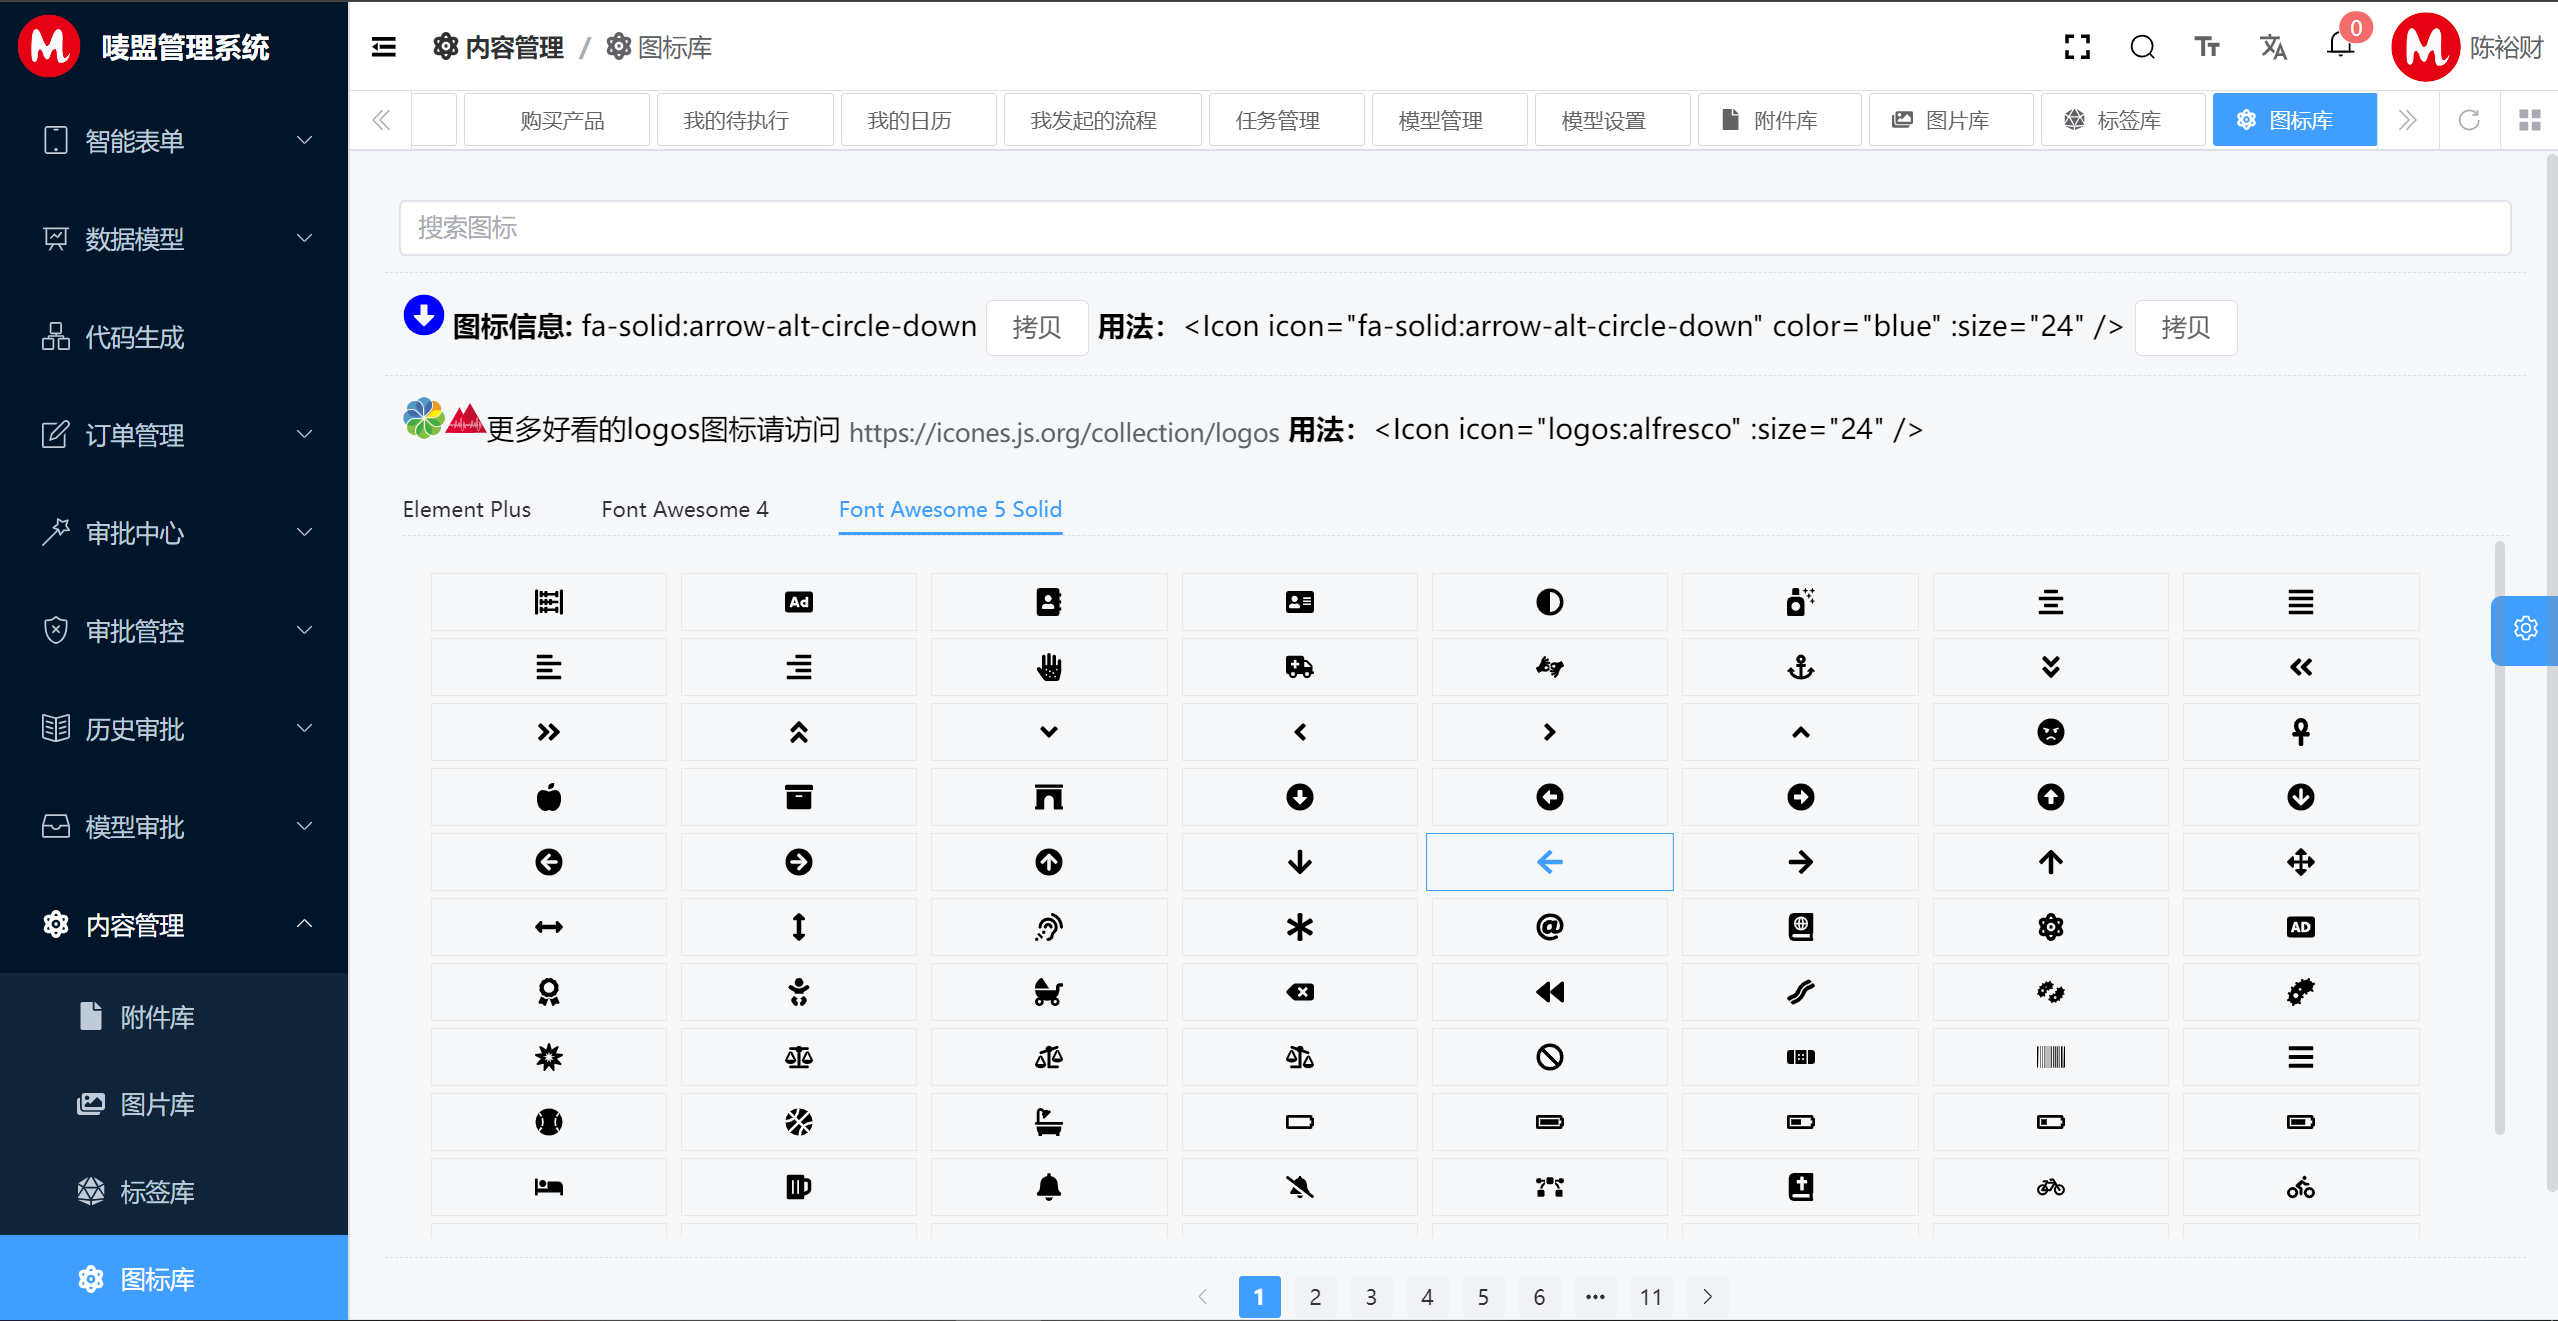 唛盟管理系统
内容管理 / 图标库
0
陈裕财
购买产品
我的待执行
我的日历
我发起的流程
任务管理
模型管理
模型设置
附件库
图片库
标签库
图标库
智能表单
数据模型
代码生成
订单管理
审批中心
审批管控
历史审批
模型审批
内容管理
附件库
图片库
标签库
图标库
搜索图标
图标信息: fa-solid:arrow-alt-circle-down 拷贝 用法：<Icon icon="fa-solid:arrow-alt-circle-down" color="blue" :size="24" /> 拷贝
更多好看的logos图标请访问 https://icones.js.org/collection/logos 用法：<Icon icon="logos:alfresco" :size="24" />
Element Plus
Font Awesome 4
Font Awesome 5 Solid
Ad
AD
1 2 3 4 5 6 ••• 11